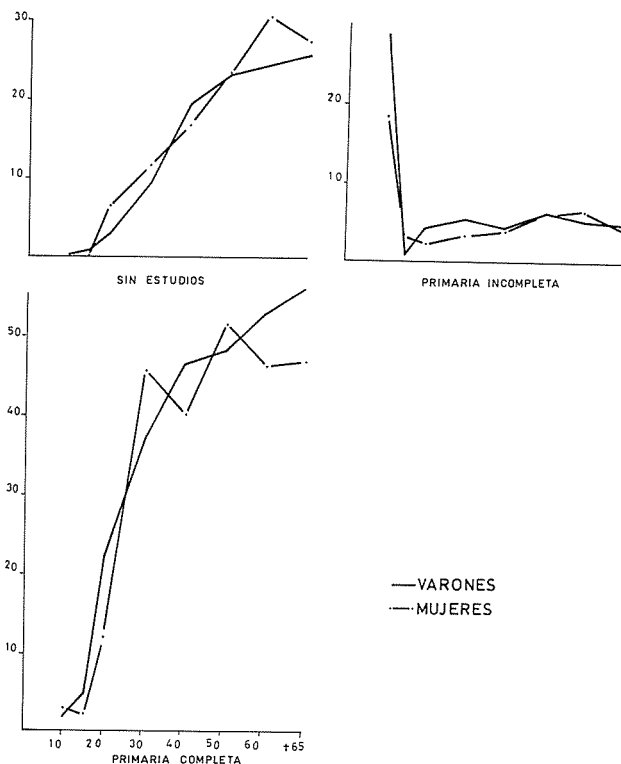 30
20
10
SIN ESTUDIOS
20
10
PRIMARIA INCOMPLETA
50
40
30
20
10
10 20 30 40 50 60 +65
PRIMARIA COMPLETA
VARONES
MUJERES